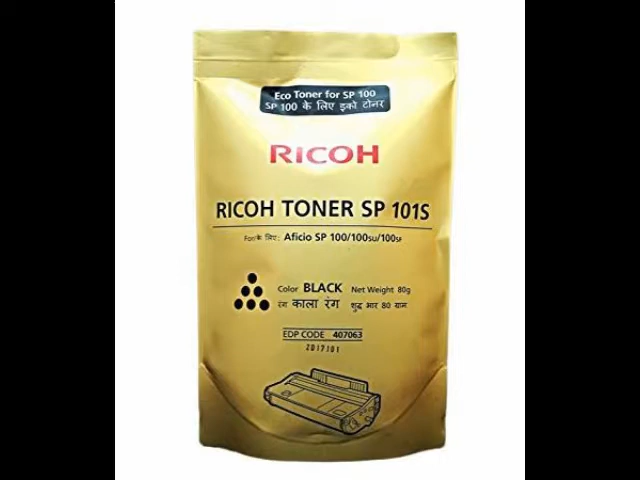 Eco Toner for SP 100
SP 100 के लिए इको टोनर
RICOH
RICOH TONER SP 101S
For/के लिए: Aficio SP 100/100SU/100SF
Color BLACK Net Weight 80g
रंग काला रंग शुद्ध भार 80 ग्राम
EDP CODE 407063
2017101